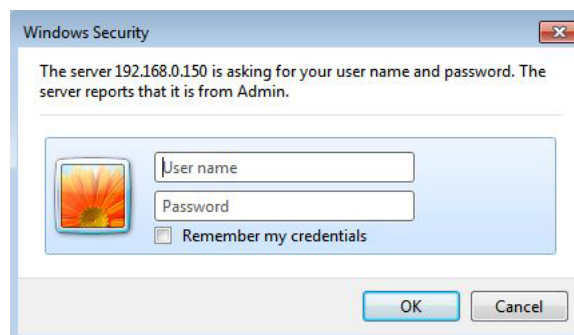 Windows Security
The server 192.168.0.150 is asking for your user name and password. The
server reports that it is from Admin.
User name
Password
Remember my credentials
OK
Cancel